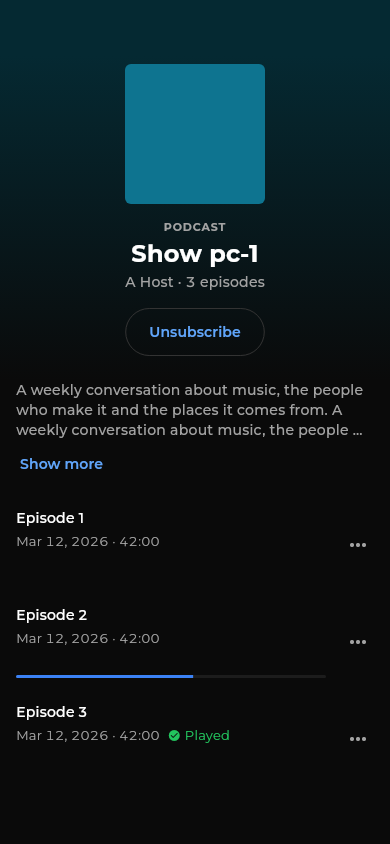 PODCAST
Show pc-1
A Host · 3 episodes
Unsubscribe
A weekly conversation about music, the people
who make it and the places it comes from. A
weekly conversation about music, the people ...
Show more
Episode 1
Mar 12, 2026 · 42:00
Episode 2
Mar 12, 2026 · 42:00
Episode 3
Mar 12, 2026 · 42:00 Played